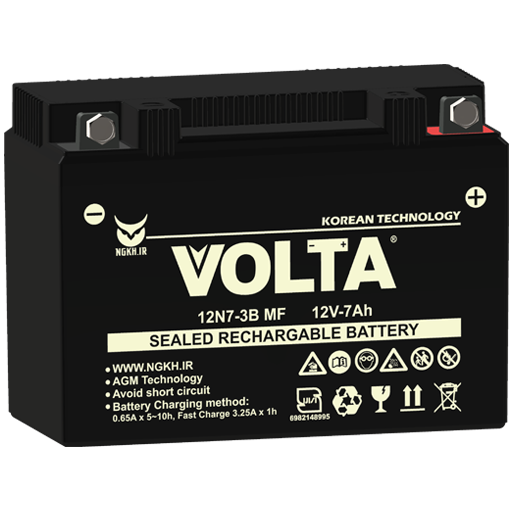 KOREAN TECHNOLOGY
NGKH.IR
VOLTA®
12N7-3B MF 12V-7Ah
SEALED RECHARGABLE BATTERY
• WWW.NGKH.IR
• AGM Technology
• Avoid short circuit
• Battery Charging method:
0.65A x 5~10h, Fast Charge 3.25A x 1h
6982148995